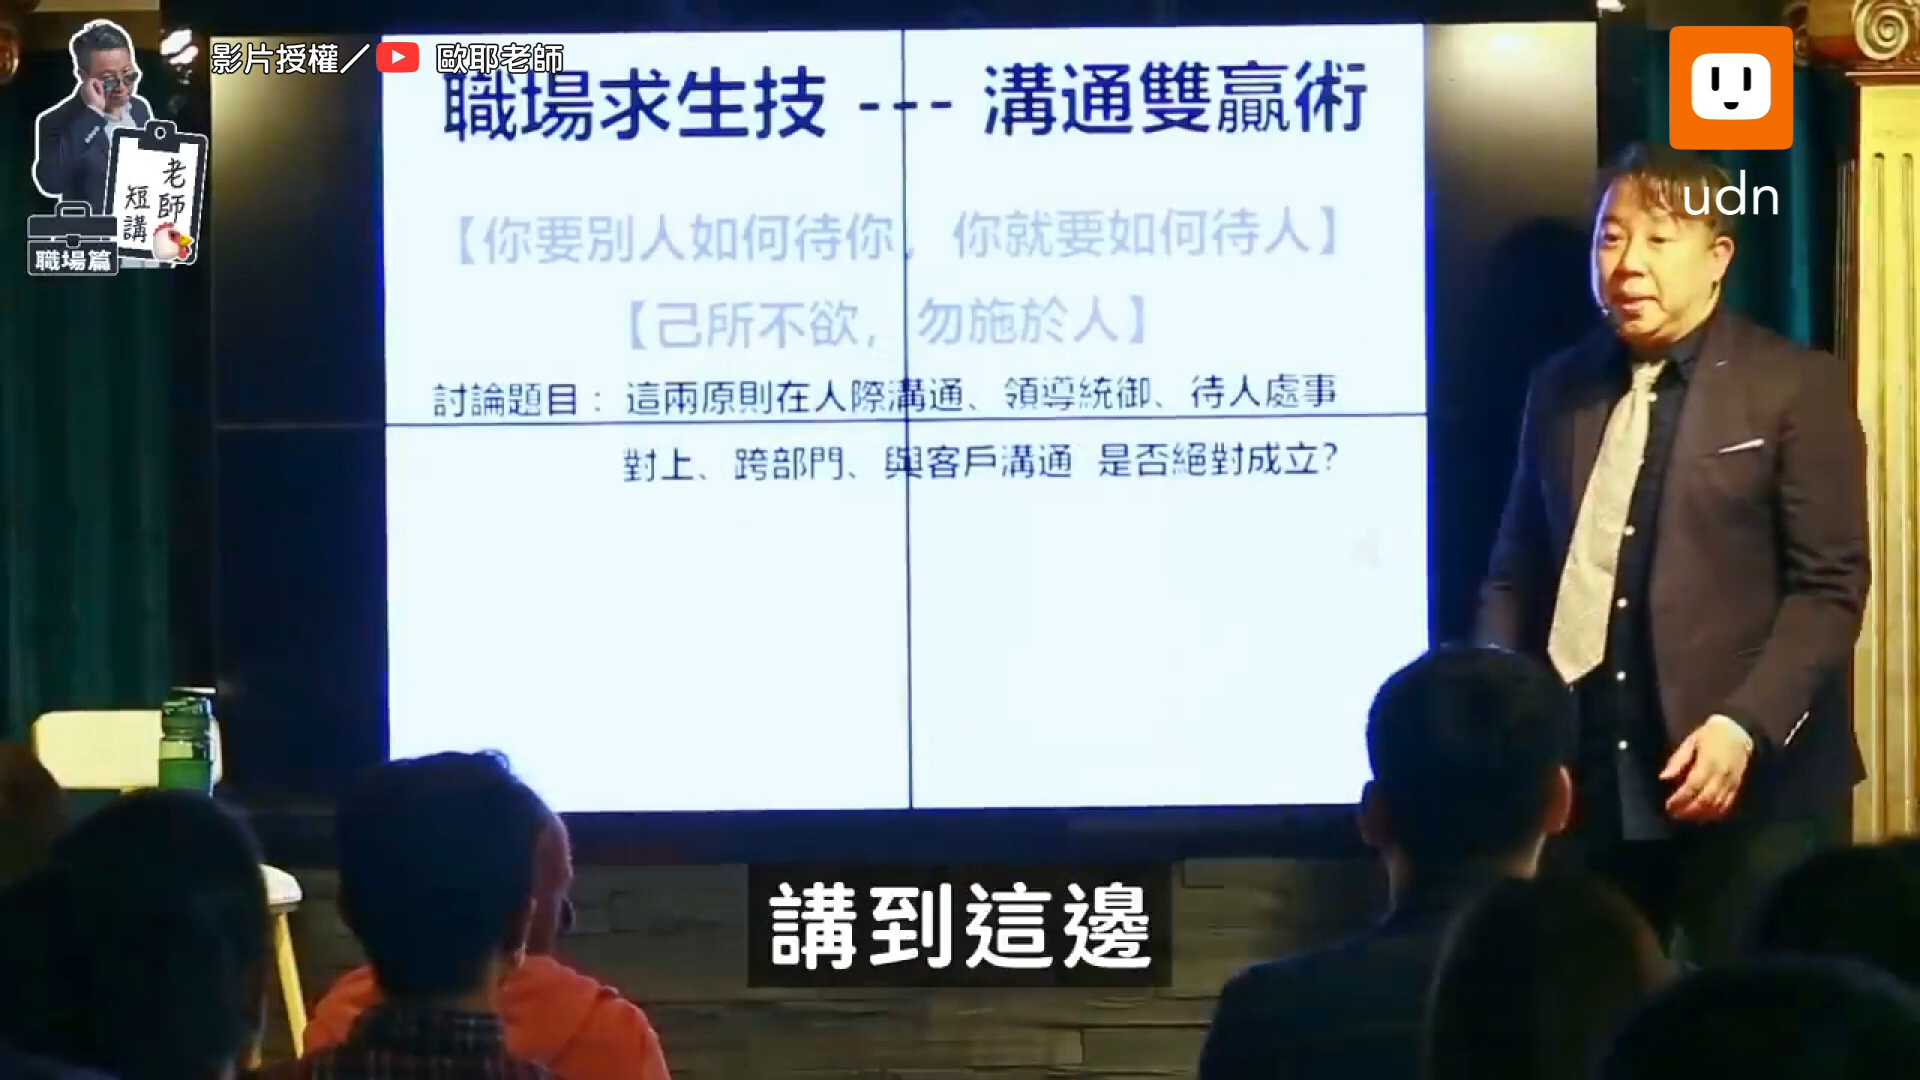 影片授權／ 歐耶老師
udn
老師
短講
職場篇
職場求生技 --- 溝通雙贏術
【你要別人如何待你，你就要如何待人】
【己所不欲，勿施於人】
討論題目：這兩原則在人際溝通、領導統御、待人處事
對上、跨部門、與客戶溝通 是否絕對成立?
講到這邊